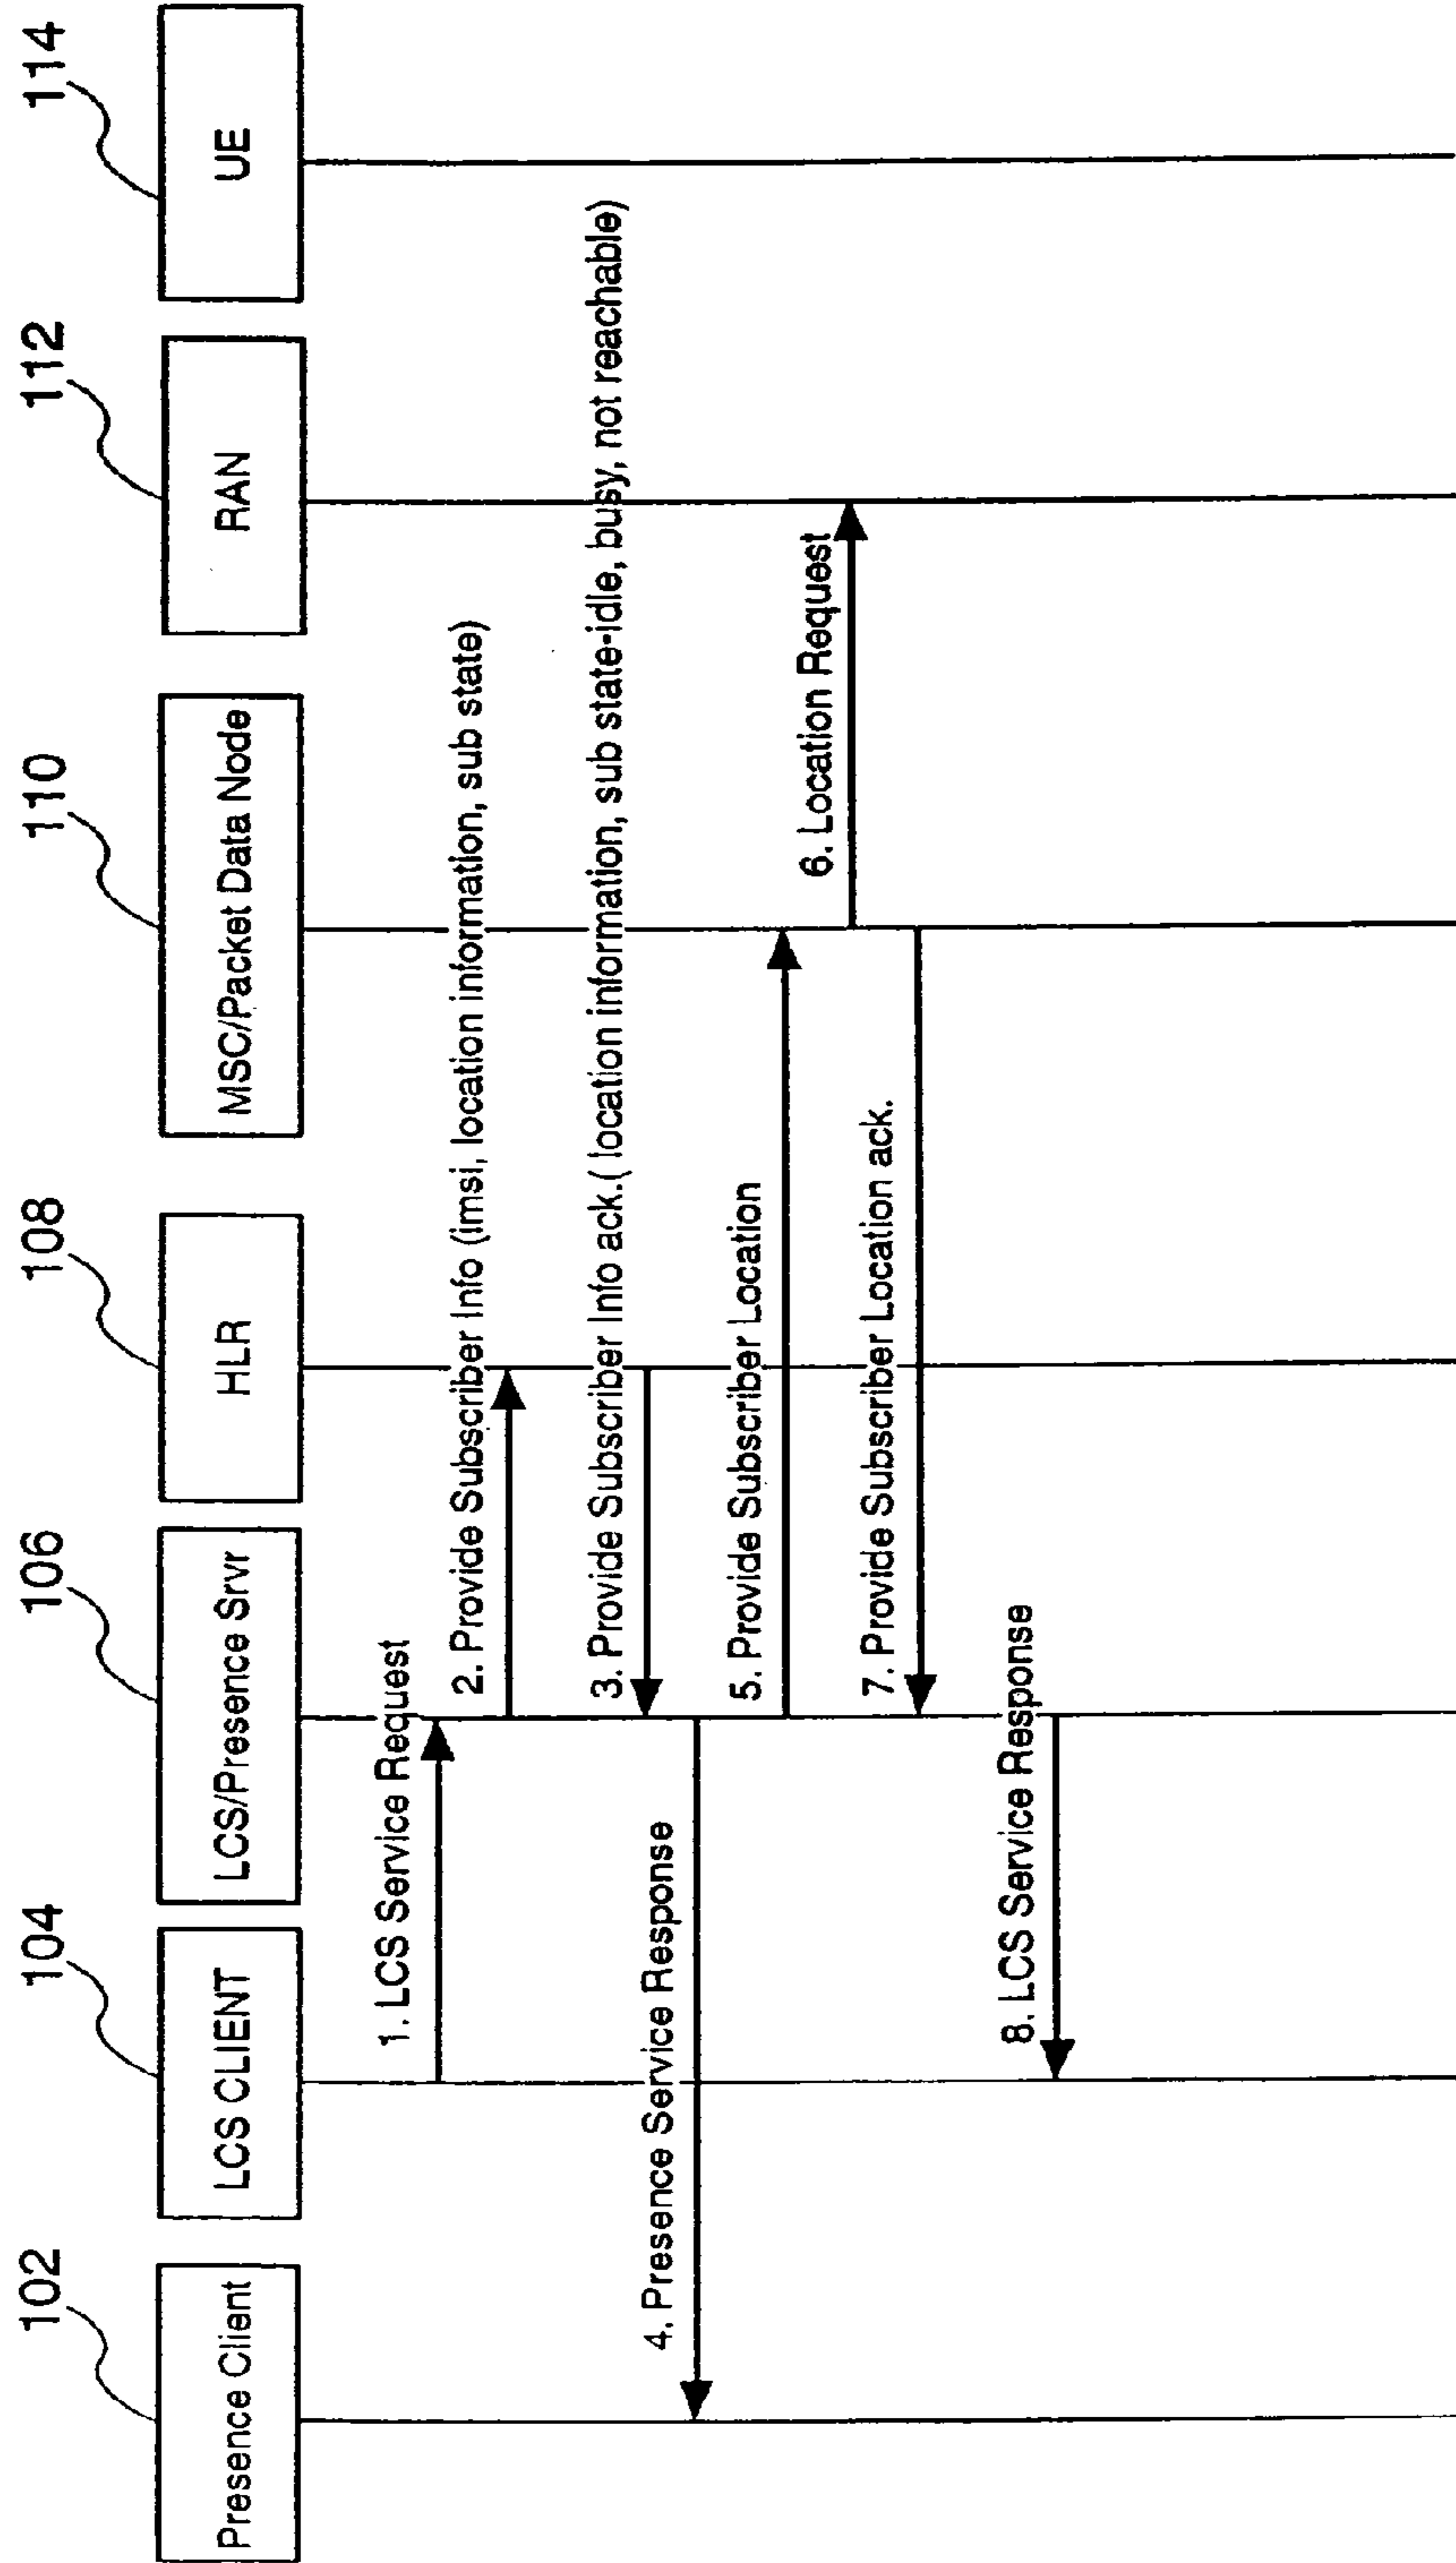 102
104
106
108
110
112
114
Presence Client
LCS CLIENT
LCS/Presence Srvr
HLR
MSC/Packet Data Node
RAN
UE
1. LCS Service Request
2. Provide Subscriber Info (imsi, location information, sub state)
3. Provide Subscriber Info ack.( location information, sub state-idle, busy, not reachable)
4. Presence Service Response
5. Provide Subscriber Location
6. Location Request
7. Provide Subscriber Location ack.
8. LCS Service Response